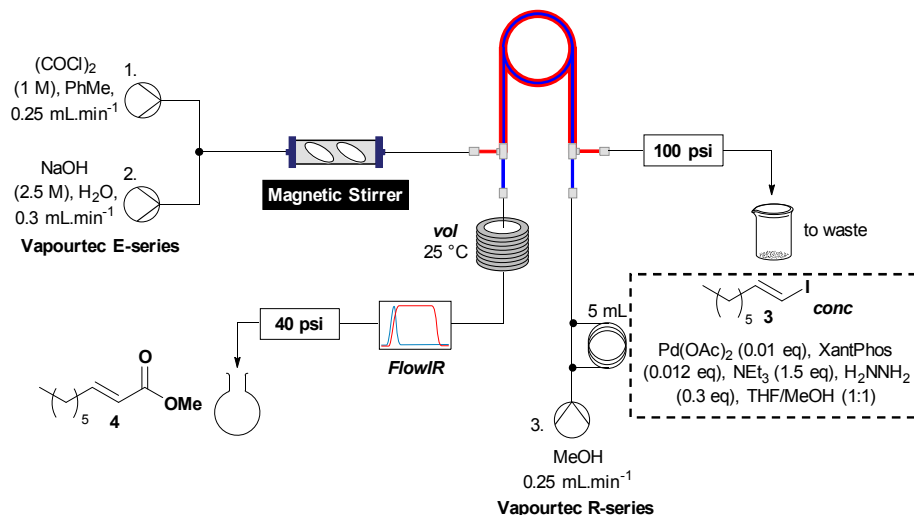 (COCl)2
(1 M), PhMe,
0.25 mL.min-1
1.
NaOH
(2.5 M), H2O,
0.3 mL.min-1
2.
Vapourtec E-series
Magnetic Stirrer
100 psi
to waste
vol
25 °C
40 psi
FlowIR
5
4
O
OMe
5 mL
3.
MeOH
0.25 mL.min-1
Vapourtec R-series
5
3
I
conc
Pd(OAc)2 (0.01 eq), XantPhos
(0.012 eq), NEt3 (1.5 eq), H2NNH2
(0.3 eq), THF/MeOH (1:1)